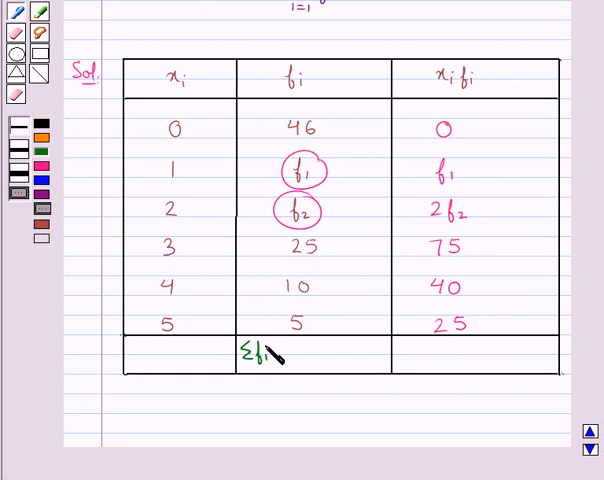 i=1
Sol.
xᵢ fᵢ xᵢfᵢ
0 46 0
1 f₁ f₁
2 f₂ 2f₂
3 25 75
4 10 40
5 5 25
Σfᵢ